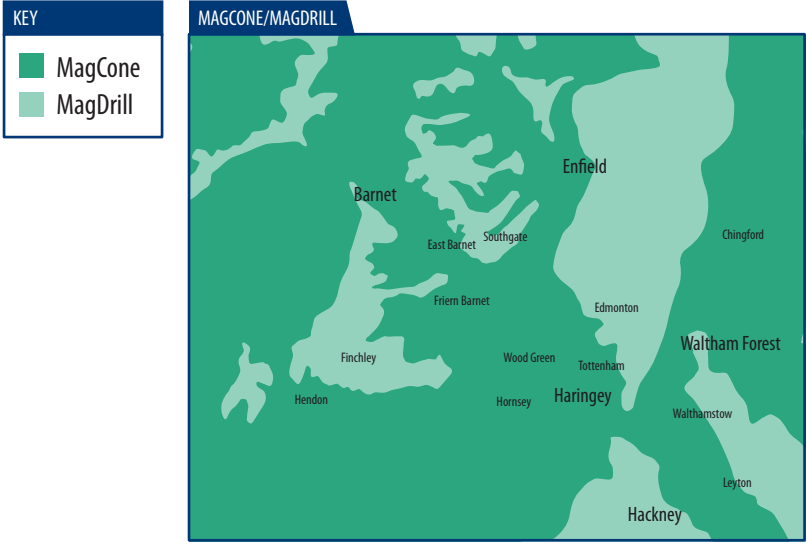 KEY
MagCone
MagDrill
MAGCONE/MAGDRILL
Enfield
Barnet
Chingford
Southgate
East Barnet
Friern Barnet
Edmonton
Waltham Forest
Finchley
Wood Green
Tottenham
Haringey
Hendon
Hornsey
Walthamstow
Leyton
Hackney